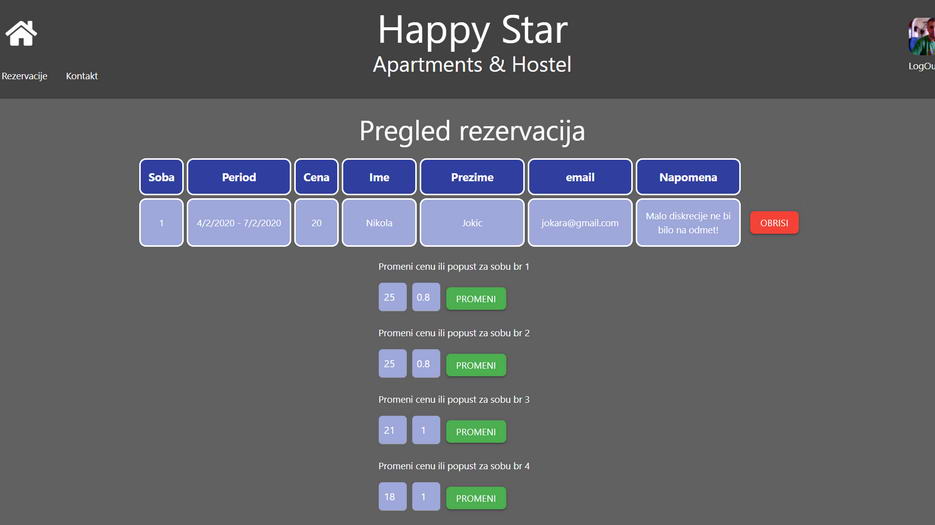 Happy Star
Apartments & Hostel
Rezervacije Kontakt
LogOu
Pregled rezervacija
Soba Period Cena Ime Prezime email Napomena
1 4/2/2020 - 7/2/2020 20 Nikola Jokic jokara@gmail.com Malo diskrecije ne bi
bilo na odmet!
OBRISI
Promeni cenu ili popust za sobu br 1
25 0.8 PROMENI
Promeni cenu ili popust za sobu br 2
25 0.8 PROMENI
Promeni cenu ili popust za sobu br 3
21 1 PROMENI
Promeni cenu ili popust za sobu br 4
18 1 PROMENI